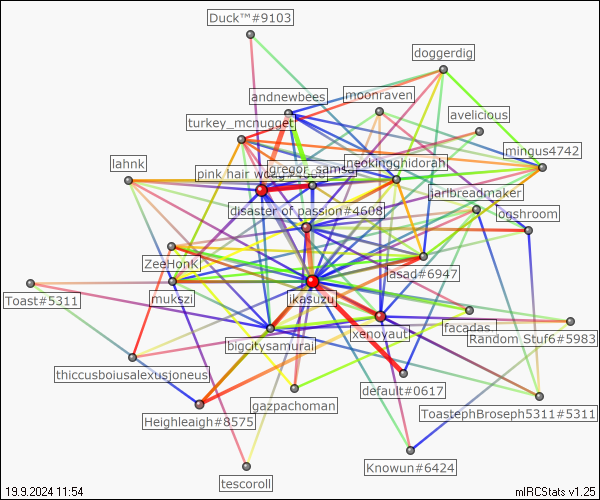 Duck™#9103
doggerdig
andnewbees
moonraven
avelicious
turkey_mcnugget
mingus4742
neokingghidorah
gregor_samsa
lahnk
pink hair
jarlbreadmaker
disaster of passion#4608
ogshroom
ZeeHonK
asad#6947
Toast#5311
mukszi
ikasuzu
facadas
Random Stuf6#5983
xenoyaut
bigcitysamurai
thiccusboiusalexusjoneus
default#0617
gazpachoman
ToastephBroseph5311#5311
Heighleaigh#8575
Knowun#6424
tescoroll
19.9.2024 11:54
mIRCStats v1.25